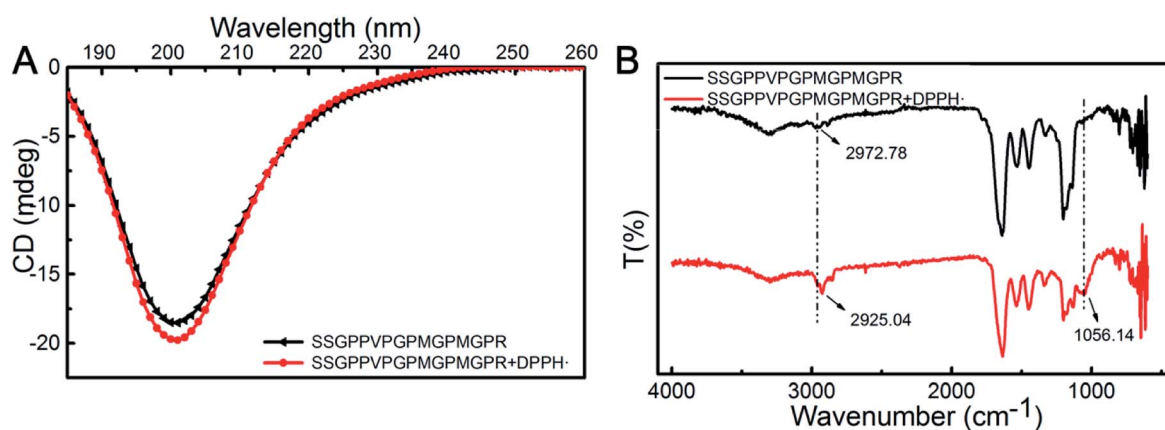 A
Wavelength (nm)
190 200 210 220 230 240 250 260
CD (mdeg)
0
-5
-10
-15
-20
SSGPPVPGPMGPMGPR
SSGPPVPGPMGPMGPR+DPPH·
B
SSGPPVPGPMGPMGPR
SSGPPVPGPMGPMGPR+DPPH·
2972.78
2925.04
1056.14
T(%)
4000 3000 2000 1000
Wavenumber (cm-1)